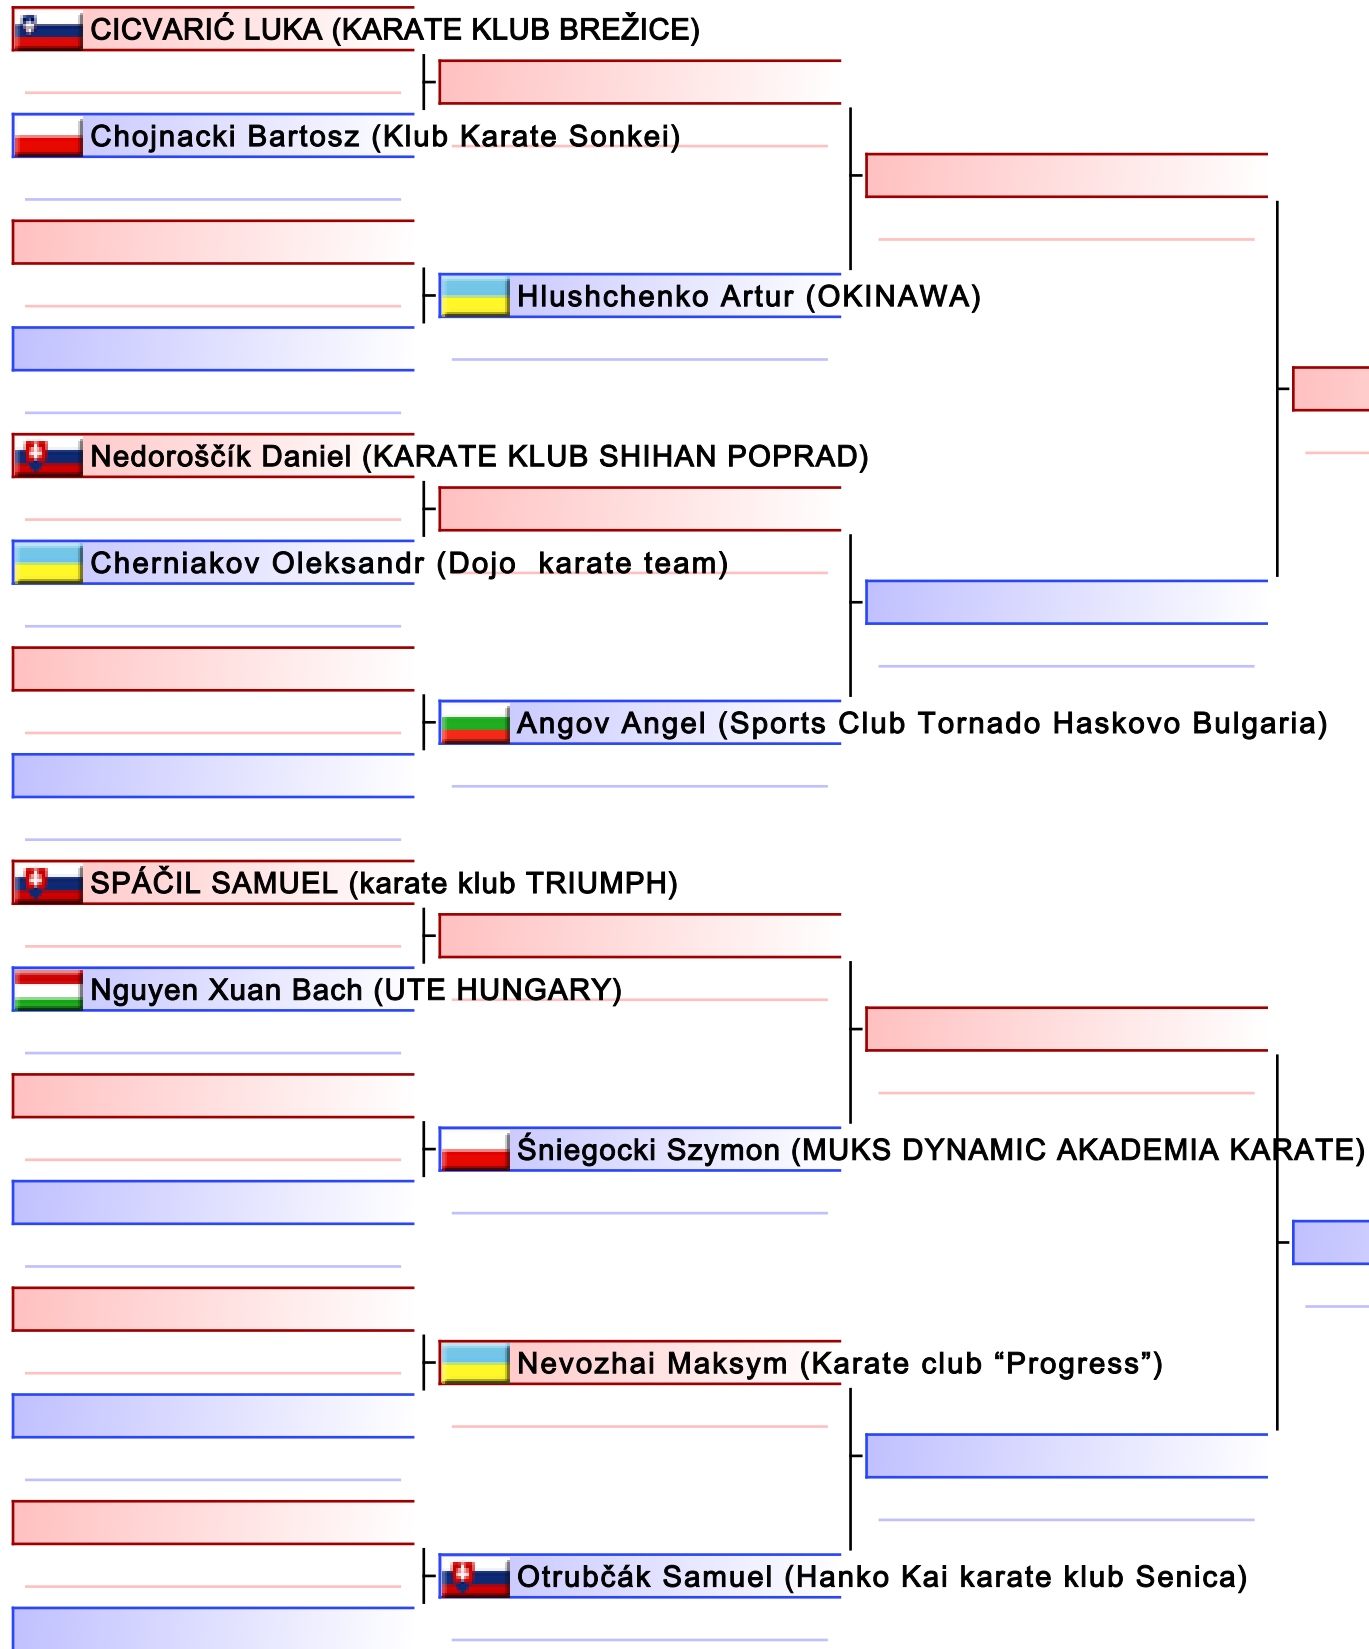 CICVARIĆ LUKA (KARATE KLUB BREŽICE)
Chojnacki Bartosz (Klub Karate Sonkei)
Hlushchenko Artur (OKINAWA)
Nedoroščík Daniel (KARATE KLUB SHIHAN POPRAD)
Cherniakov Oleksandr (Dojo  karate team)
Angov Angel (Sports Club Tornado Haskovo Bulgaria)
SPÁČIL SAMUEL (karate klub TRIUMPH)
Nguyen Xuan Bach (UTE HUNGARY)
Śniegocki Szymon (MUKS DYNAMIC AKADEMIA KARATE)
Nevozhai Maksym (Karate club “Progress”)
Otrubčák Samuel (Hanko Kai karate klub Senica)